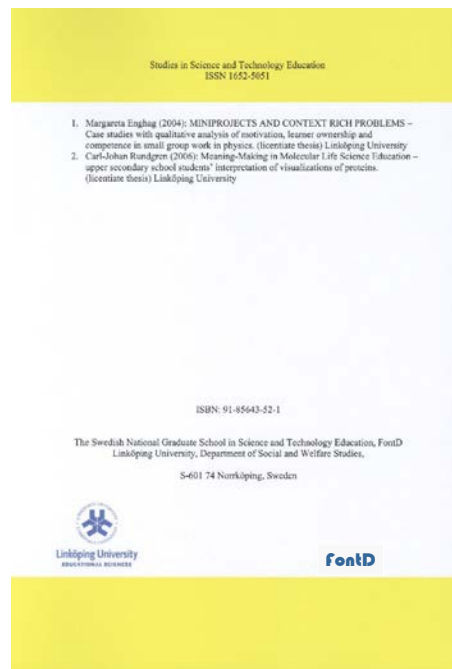 Studies in Science and Technology Education
ISSN 1652-5051
1. Margareta Enghag (2004): MINIPROJECTS AND CONTEXT RICH PROBLEMS –
Case studies with qualitative analysis of motivation, learner ownership and
competence in small group work in physics. (licentiate thesis) Linköping University
2. Carl-Johan Rundgren (2006): Meaning-Making in Molecular Life Science Education –
upper secondary school students' interpretation of visualizations of proteins.
(licentiate thesis) Linköping University
ISBN: 91-85643-52-1
The Swedish National Graduate School in Science and Technology Education, FontD
Linköping University, Department of Social and Welfare Studies,
S-601 74 Norrköping, Sweden
Linköping University
EDUCATIONAL SCIENCES
FontD